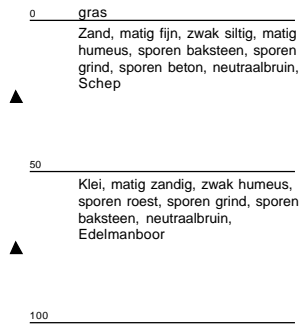 0 gras
Zand, matig fijn, zwak siltig, matig
humeus, sporen baksteen, sporen
grind, sporen beton, neutraalbruin,
Schep
50
Klei, matig zandig, zwak humeus,
sporen roest, sporen grind, sporen
baksteen, neutraalbruin,
Edelmanboor
100